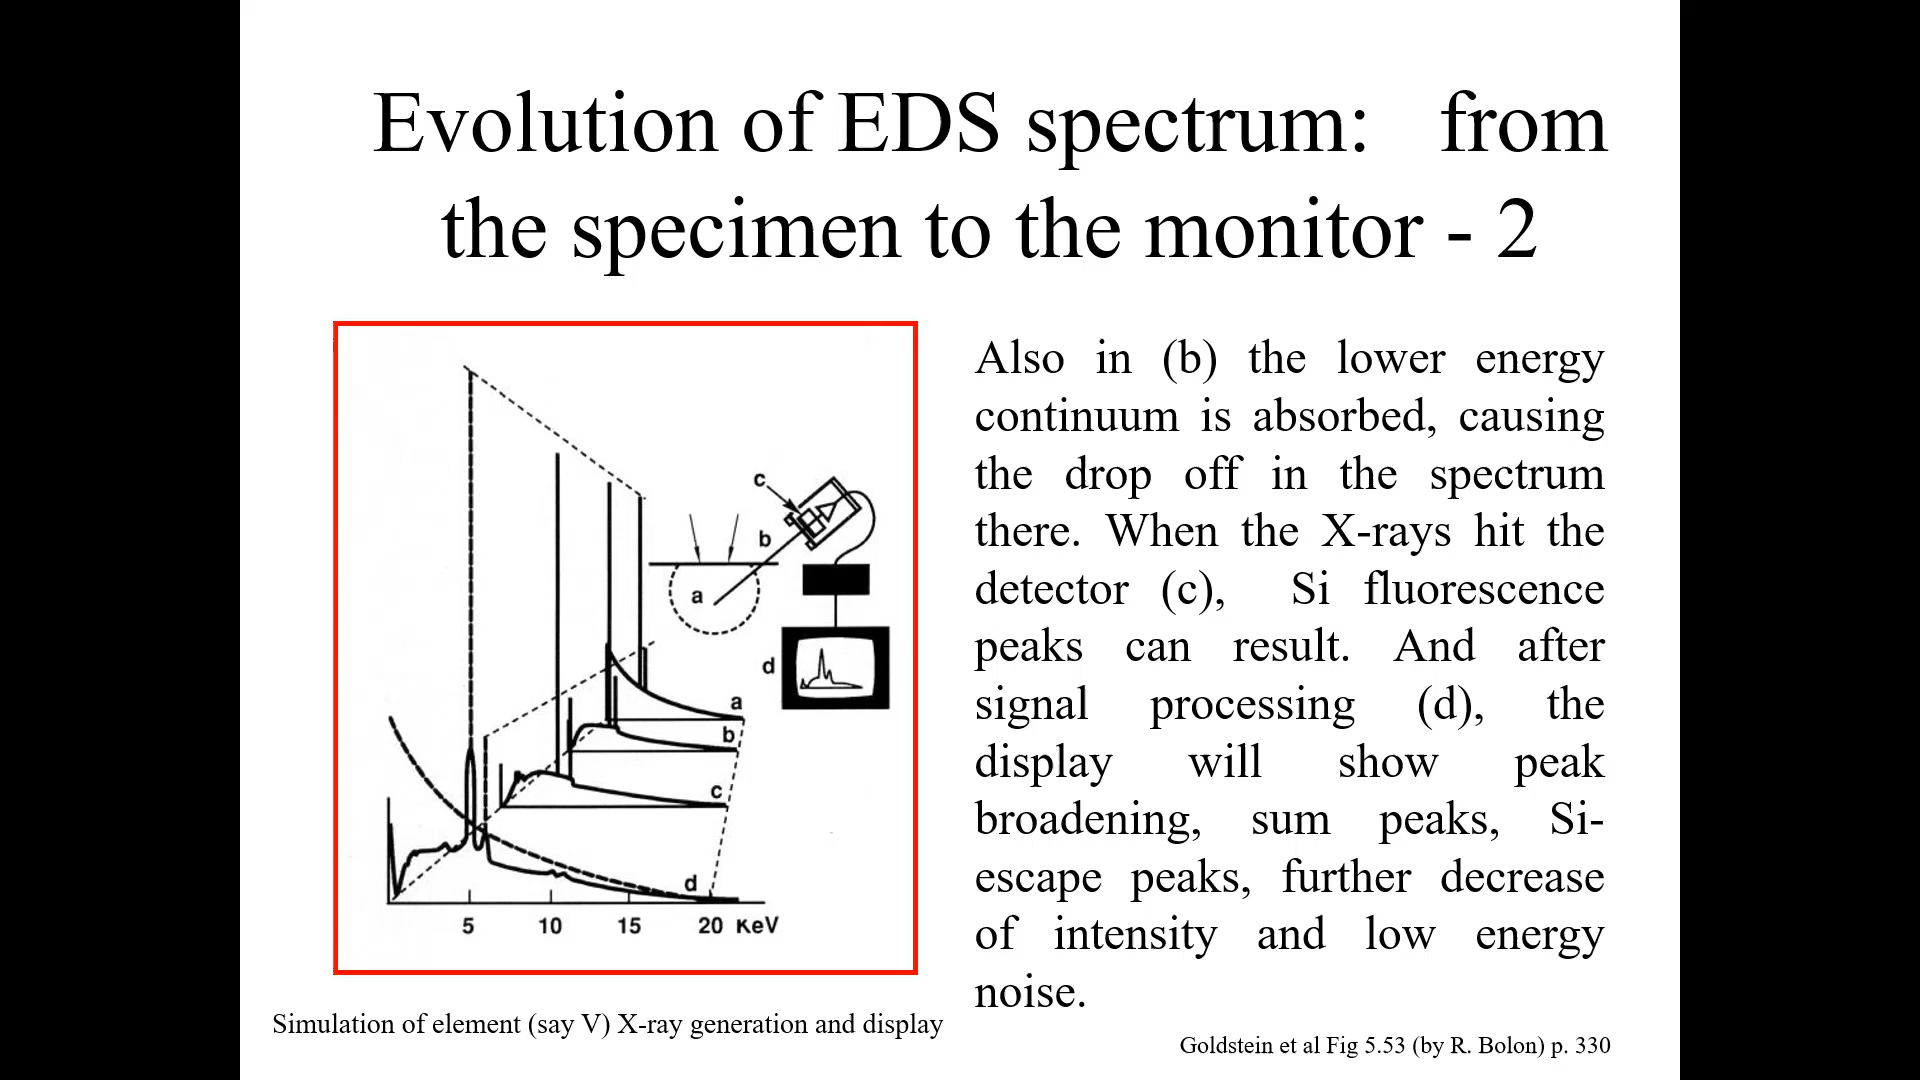 Evolution of EDS spectrum: from
the specimen to the monitor - 2
Also in (b) the lower energy
continuum is absorbed, causing
the drop off in the spectrum
there. When the X-rays hit the
detector (c), Si fluorescence
peaks can result. And after
signal processing (d), the
display will show peak
broadening, sum peaks, Si-
escape peaks, further decrease
of intensity and low energy
noise.
c
b
a
d
a
b
c
d
5 10 15 20 KeV
Simulation of element (say V) X-ray generation and display
Goldstein et al Fig 5.53 (by R. Bolon) p. 330